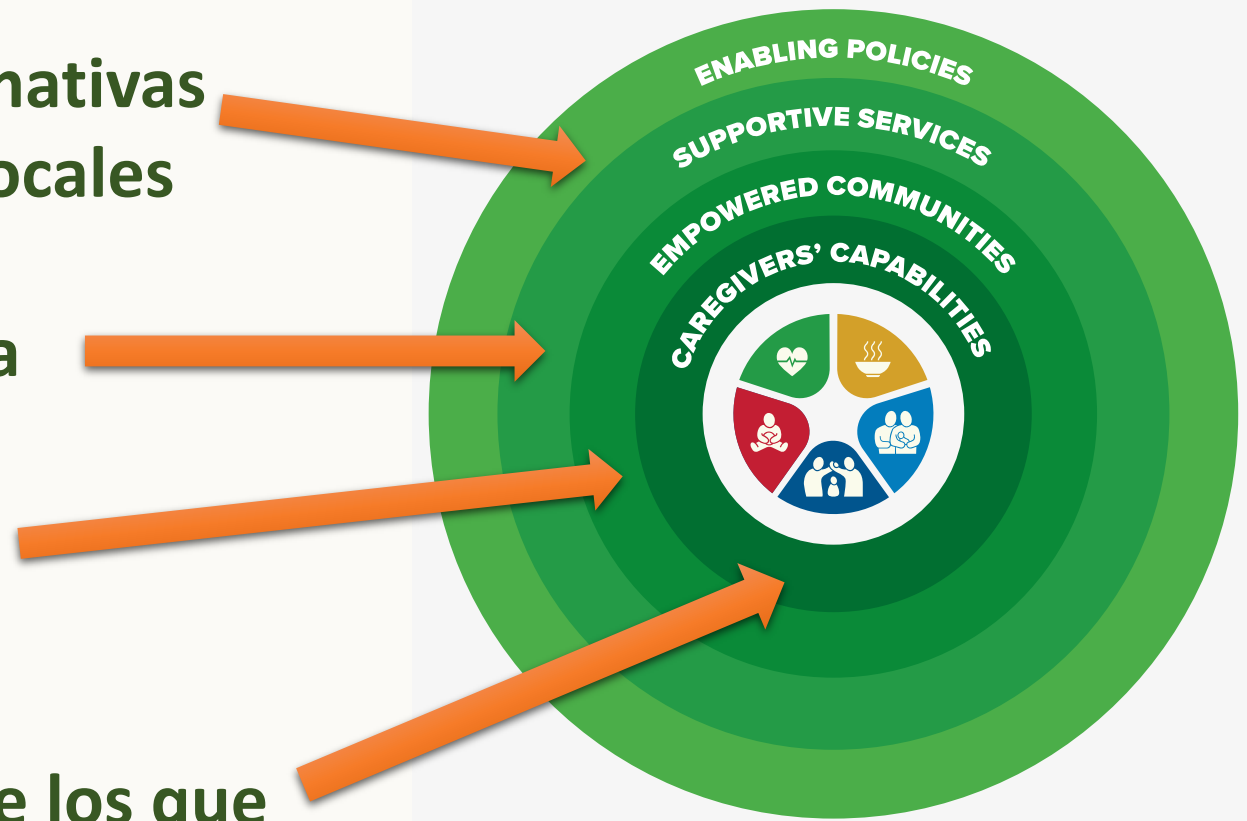 nativas
ocales
a
e los que
ENABLING POLICIES
SUPPORTIVE SERVICES
EMPOWERED COMMUNITIES
CAREGIVERS’ CAPABILITIES